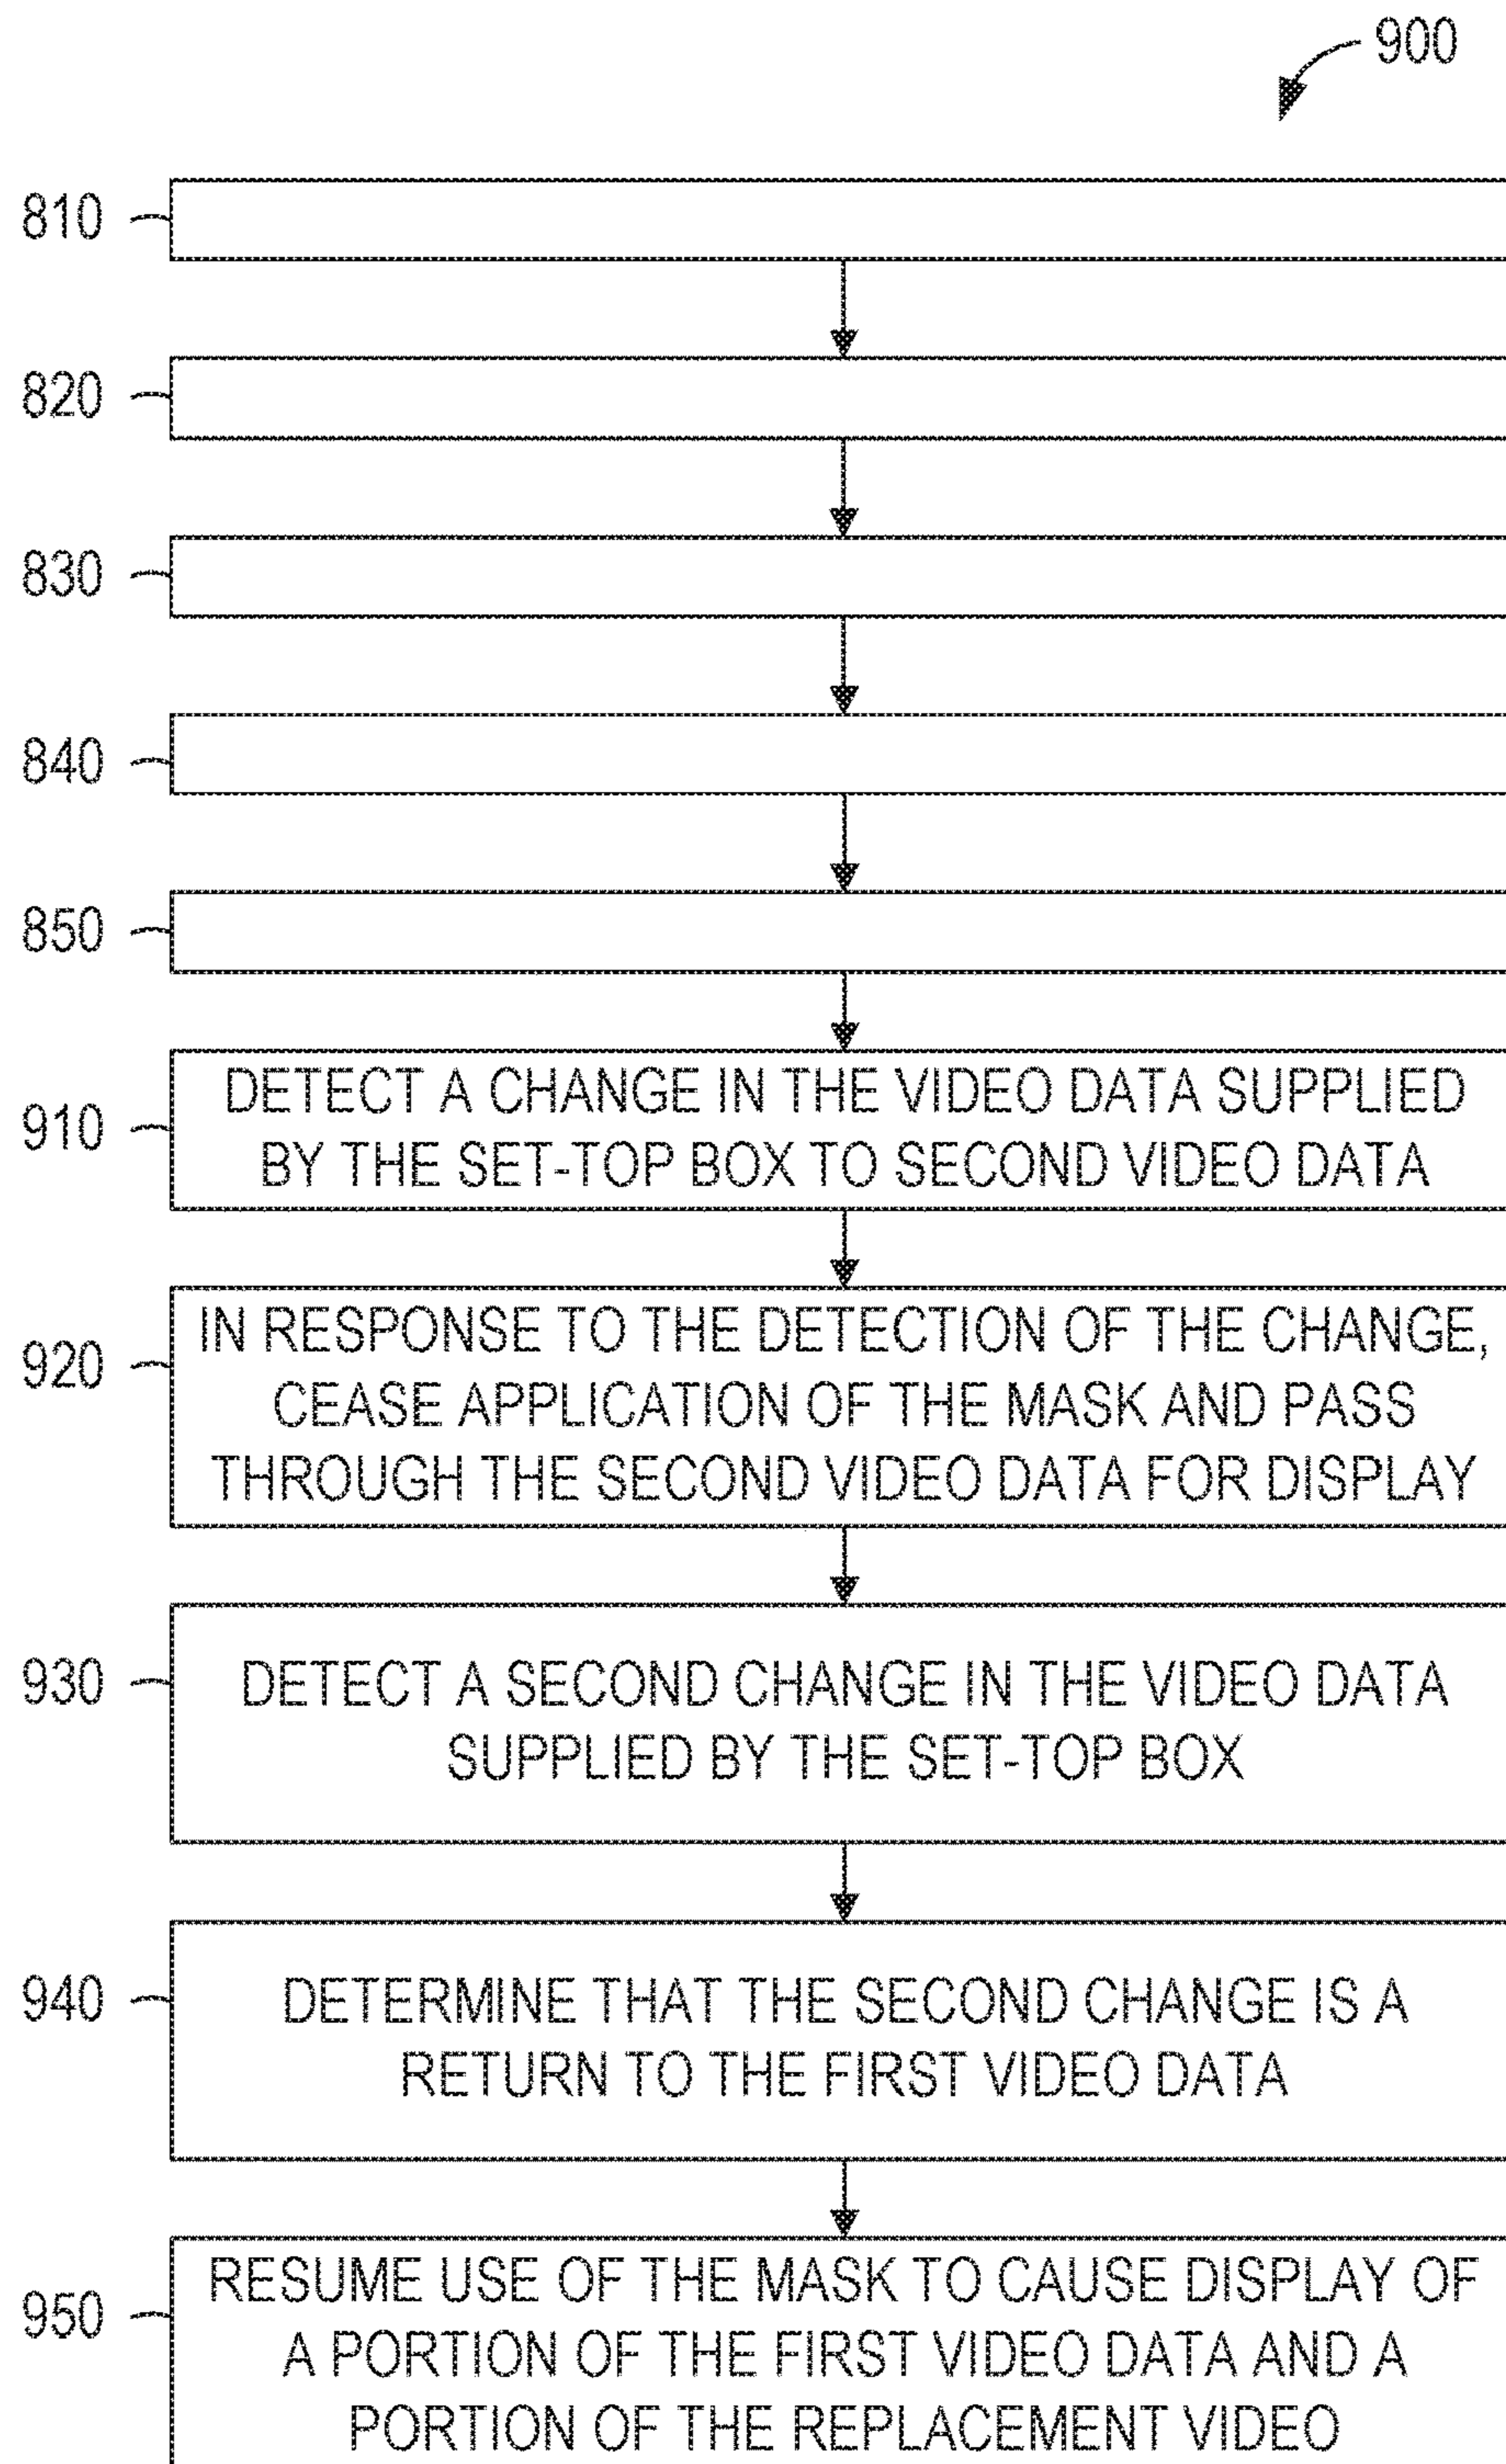 900
810
820
830
840
850
910
DETECT A CHANGE IN THE VIDEO DATA SUPPLIED
BY THE SET-TOP BOX TO SECOND VIDEO DATA
920
IN RESPONSE TO THE DETECTION OF THE CHANGE,
CEASE APPLICATION OF THE MASK AND PASS
THROUGH THE SECOND VIDEO DATA FOR DISPLAY
930
DETECT A SECOND CHANGE IN THE VIDEO DATA
SUPPLIED BY THE SET-TOP BOX
940
DETERMINE THAT THE SECOND CHANGE IS A
RETURN TO THE FIRST VIDEO DATA
950
RESUME USE OF THE MASK TO CAUSE DISPLAY OF
A PORTION OF THE FIRST VIDEO DATA AND A
PORTION OF THE REPLACEMENT VIDEO